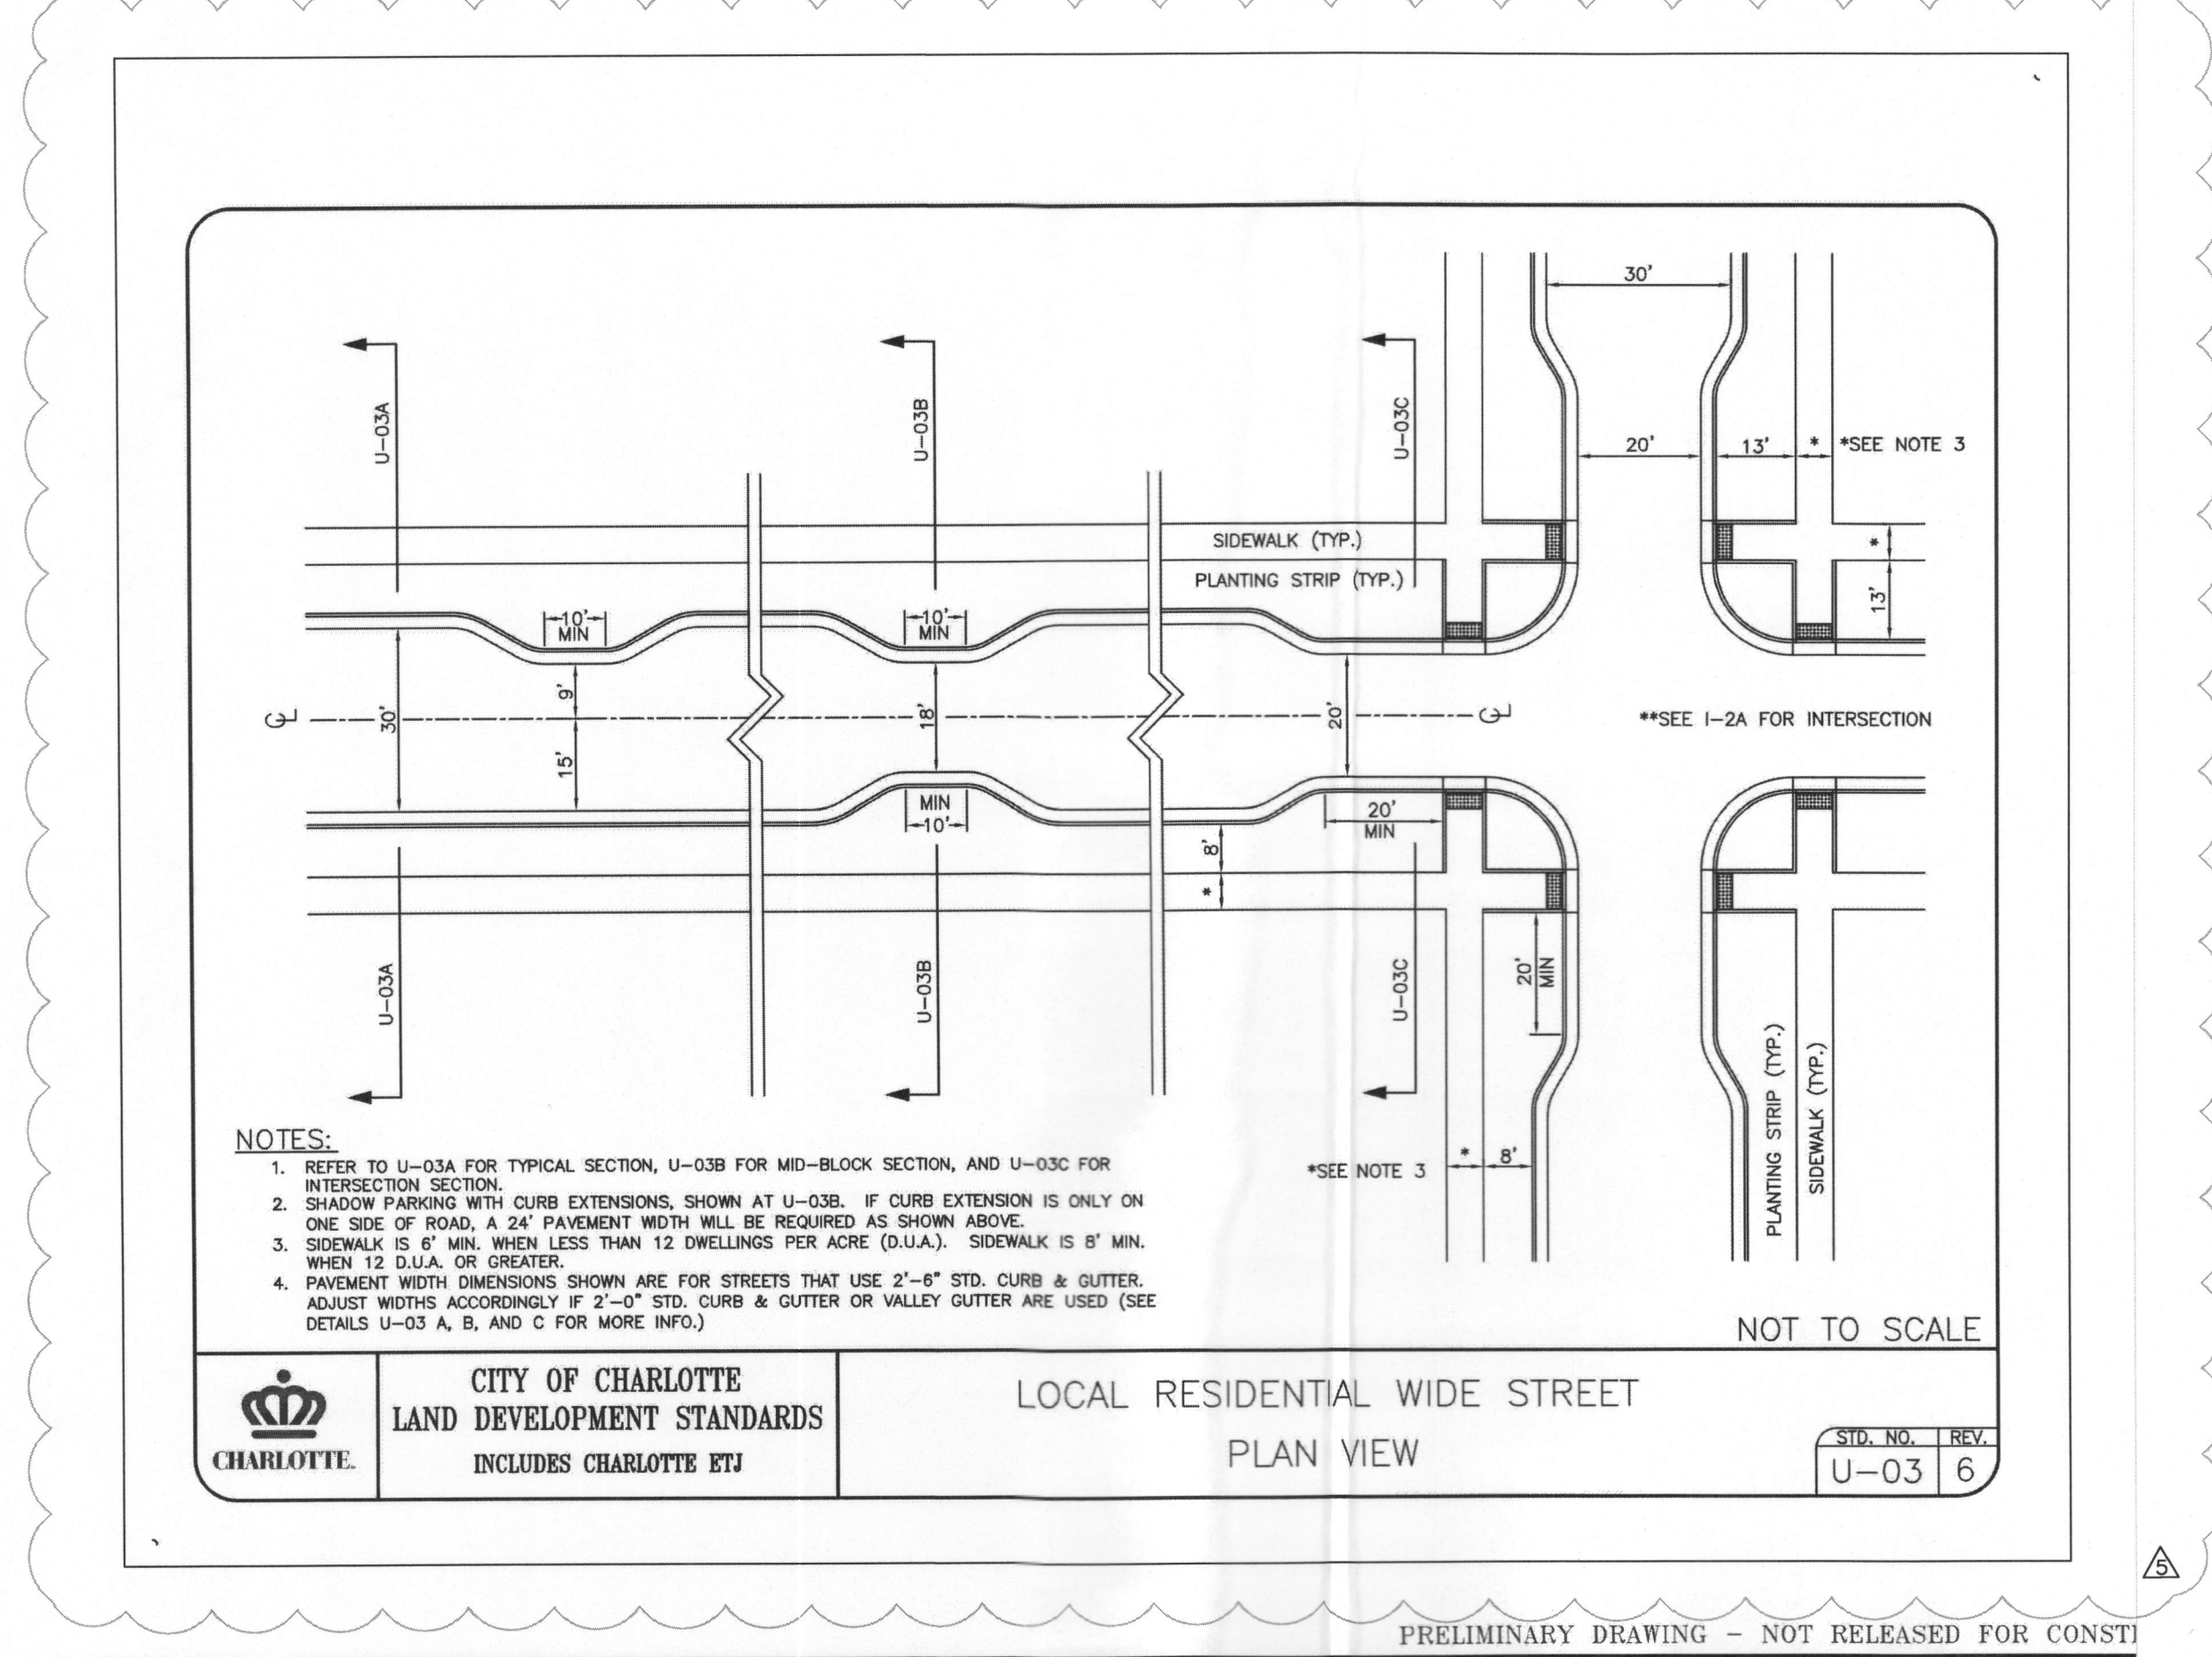 30'
U-03A
U-03B
U-03C
20'
13'
*
*SEE NOTE 3
SIDEWALK (TYP.)
*
PLANTING STRIP (TYP.)
13'
10'
MIN
10'
MIN
9'
30'
18'
20'
**SEE I-2A FOR INTERSECTION
15'
MIN
10'
20'
MIN
8'
*
U-03A
U-03B
U-03C
20'
MIN
PLANTING STRIP (TYP.)
SIDEWALK (TYP.)
*SEE NOTE 3
*
8'
NOTES:
1. REFER TO U-03A FOR TYPICAL SECTION, U-03B FOR MID-BLOCK SECTION, AND U-03C FOR
INTERSECTION SECTION.
2. SHADOW PARKING WITH CURB EXTENSIONS, SHOWN AT U-03B. IF CURB EXTENSION IS ONLY ON
ONE SIDE OF ROAD, A 24' PAVEMENT WIDTH WILL BE REQUIRED AS SHOWN ABOVE.
3. SIDEWALK IS 6' MIN. WHEN LESS THAN 12 DWELLINGS PER ACRE (D.U.A.). SIDEWALK IS 8' MIN.
WHEN 12 D.U.A. OR GREATER.
4. PAVEMENT WIDTH DIMENSIONS SHOWN ARE FOR STREETS THAT USE 2'-6" STD. CURB & GUTTER.
ADJUST WIDTHS ACCORDINGLY IF 2'-0" STD. CURB & GUTTER OR VALLEY GUTTER ARE USED (SEE
DETAILS U-03 A, B, AND C FOR MORE INFO.)
NOT TO SCALE
CHARLOTTE.
CITY OF CHARLOTTE
LAND DEVELOPMENT STANDARDS
INCLUDES CHARLOTTE ETJ
LOCAL RESIDENTIAL WIDE STREET
PLAN VIEW
STD. NO.
REV.
U-03
6
5
PRELIMINARY DRAWING - NOT RELEASED FOR CONST